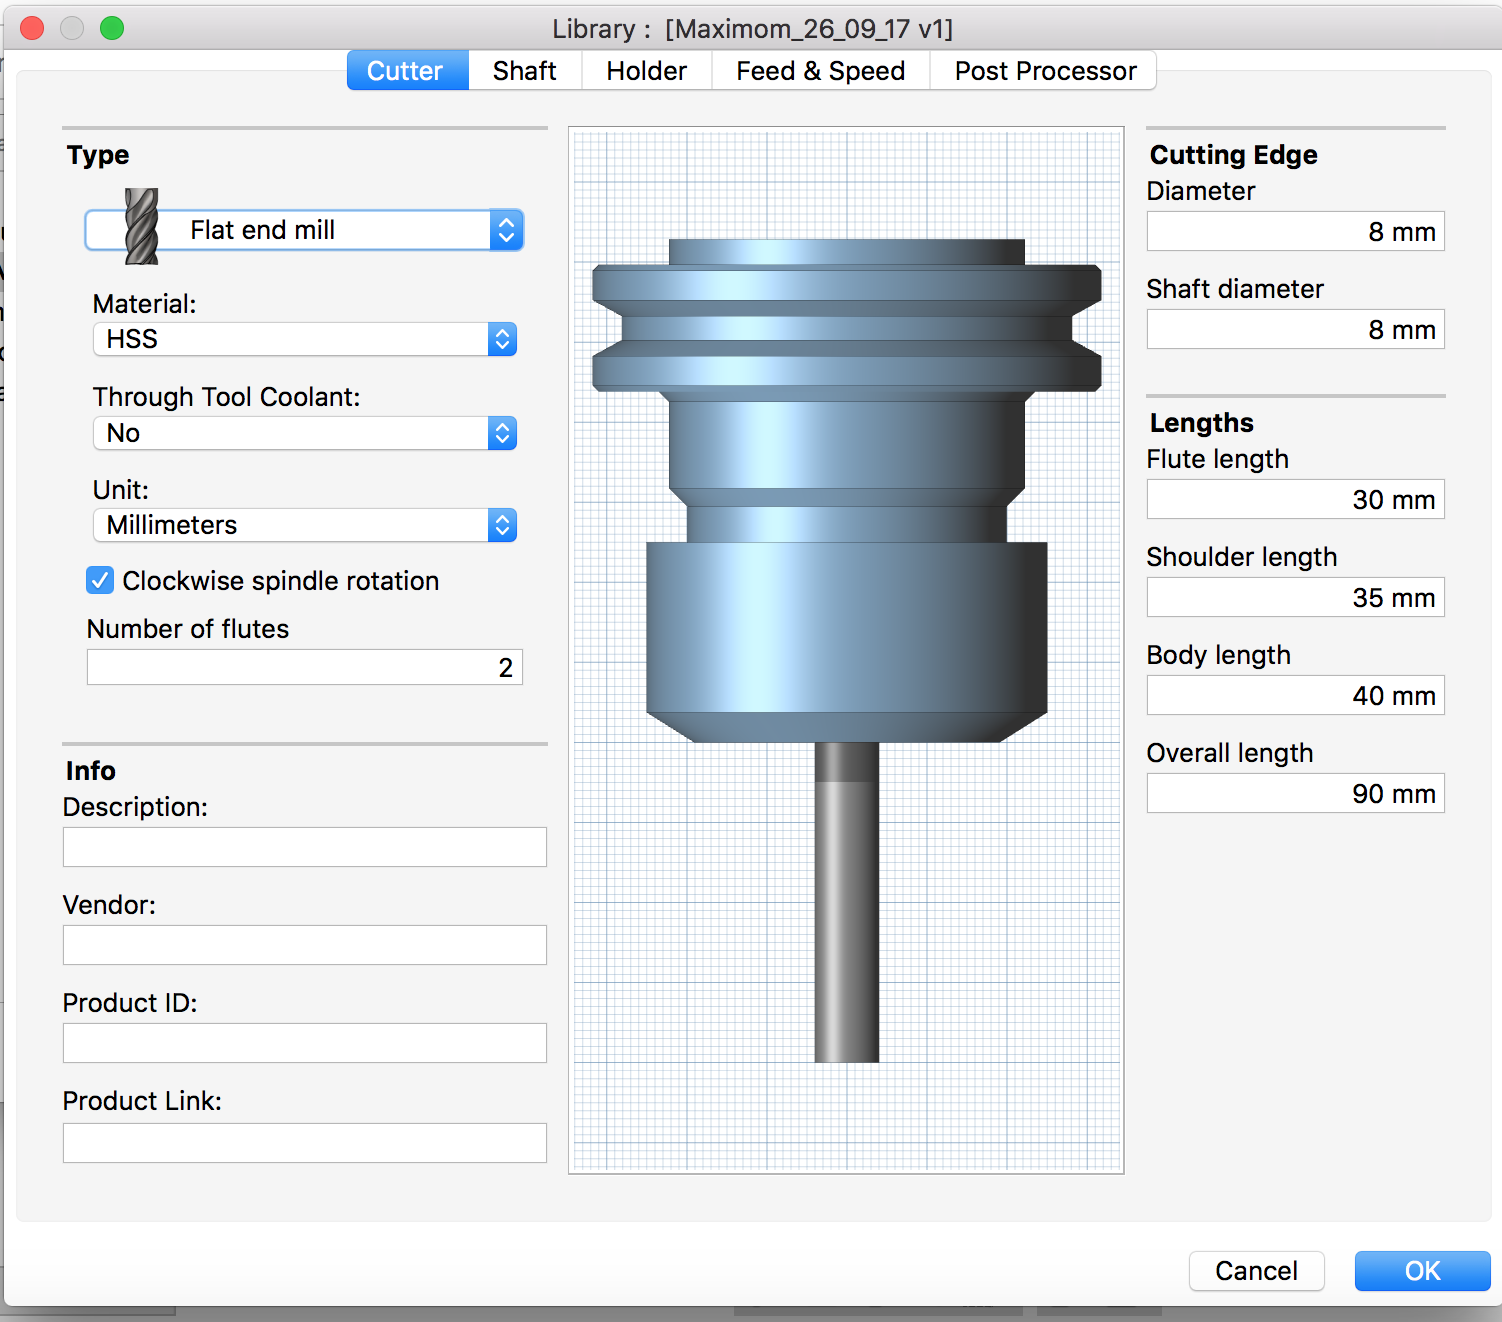 Library :  [Maximom_26_09_17 v1]
Cutter Shaft Holder Feed & Speed Post Processor
Type
Flat end mill
Material:
HSS
Through Tool Coolant:
No
Unit:
Millimeters
Clockwise spindle rotation
Number of flutes
2
Info
Description:
Vendor:
Product ID:
Product Link:
Cutting Edge
Diameter
8 mm
Shaft diameter
8 mm
Lengths
Flute length
30 mm
Shoulder length
35 mm
Body length
40 mm
Overall length
90 mm
Cancel OK